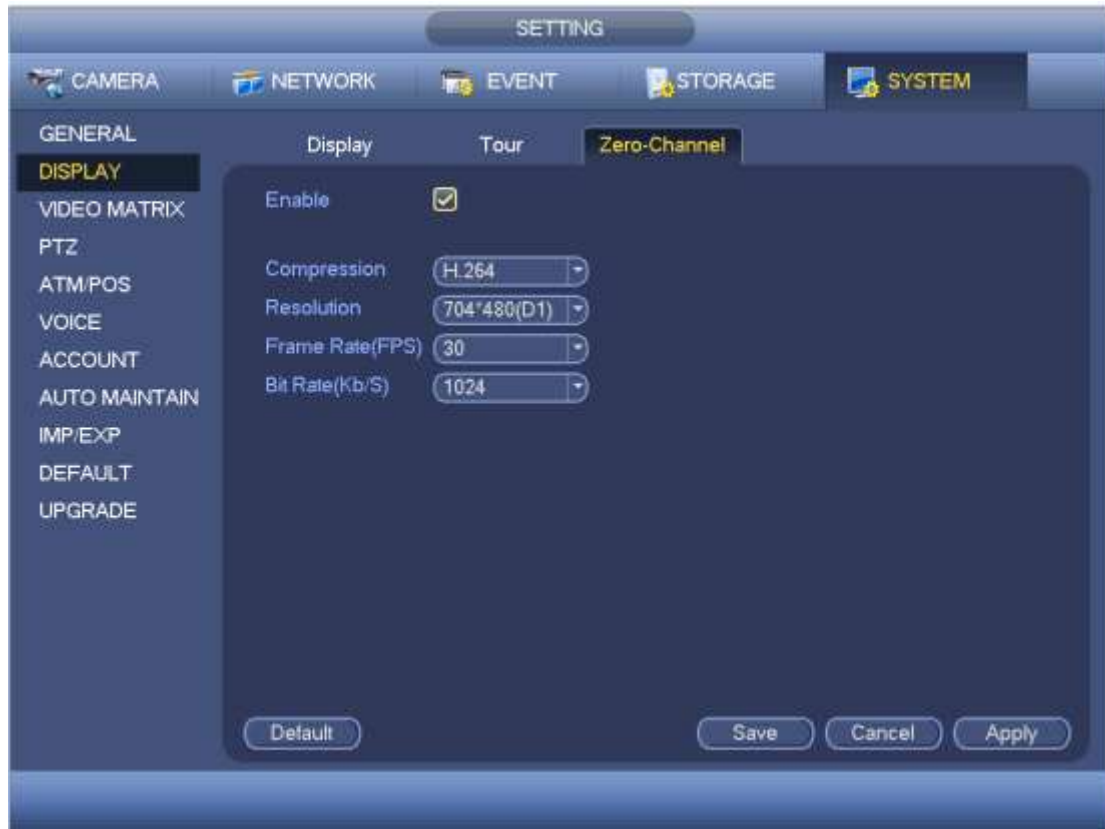 SETTING
CAMERA NETWORK EVENT STORAGE SYSTEM
GENERAL
DISPLAY
VIDEO MATRIX
PTZ
ATM/POS
VOICE
ACCOUNT
AUTO MAINTAIN
IMP/EXP
DEFAULT
UPGRADE
Display Tour Zero-Channel
Enable
Compression H.264
Resolution 704*480(D1)
Frame Rate(FPS) 30
Bit Rate(Kb/S) 1024
Default Save Cancel Apply